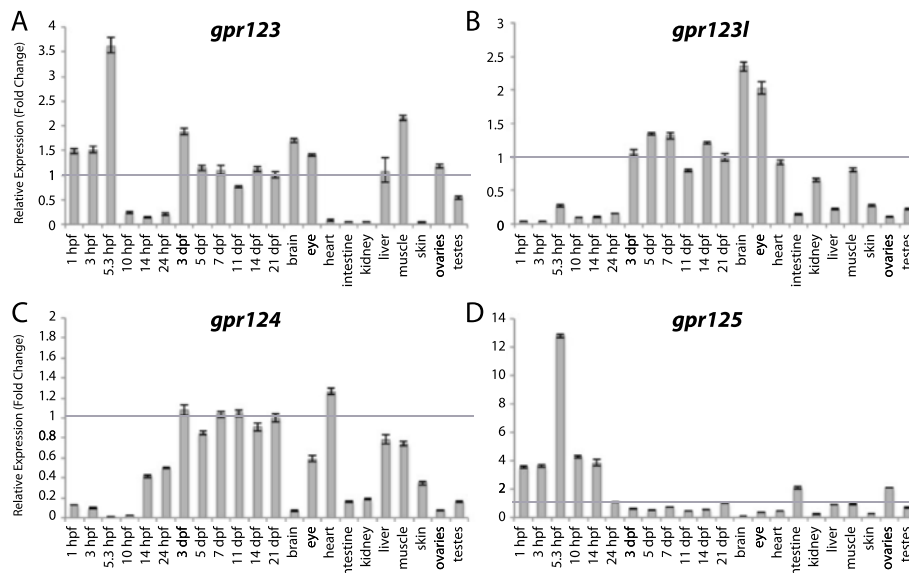 A
gpr123
Relative Expression (Fold Change)
4
3.5
3
2.5
2
1.5
1
0.5
0
1 hpf
3 hpf
5.3 hpf
10 hpf
14 hpf
24 hpf
3 dpf
5 dpf
7 dpf
11 dpf
14 dpf
21 dpf
brain
eye
heart
intestine
kidney
liver
muscle
skin
ovaries
testes
B
gpr123l
3
2.5
2
1.5
1
0.5
0
1 hpf
3 hpf
5.3 hpf
10 hpf
14 hpf
24 hpf
3 dpf
5 dpf
7 dpf
11 dpf
14 dpf
21 dpf
brain
eye
heart
intestine
kidney
liver
muscle
skin
ovaries
testes
C
gpr124
Relative Expression (Fold Change)
2
1.8
1.6
1.4
1.2
1
0.8
0.6
0.4
0.2
0
1 hpf
3 hpf
5.3 hpf
10 hpf
14 hpf
24 hpf
3 dpf
5 dpf
7 dpf
11 dpf
14 dpf
21 dpf
brain
eye
heart
intestine
kidney
liver
muscle
skin
ovaries
testes
D
gpr125
14
12
10
8
6
4
2
0
1 hpf
3 hpf
5.3 hpf
10 hpf
14 hpf
24 hpf
3 dpf
5 dpf
7 dpf
11 dpf
14 dpf
21 dpf
brain
eye
heart
intestine
kidney
liver
muscle
skin
ovaries
testes